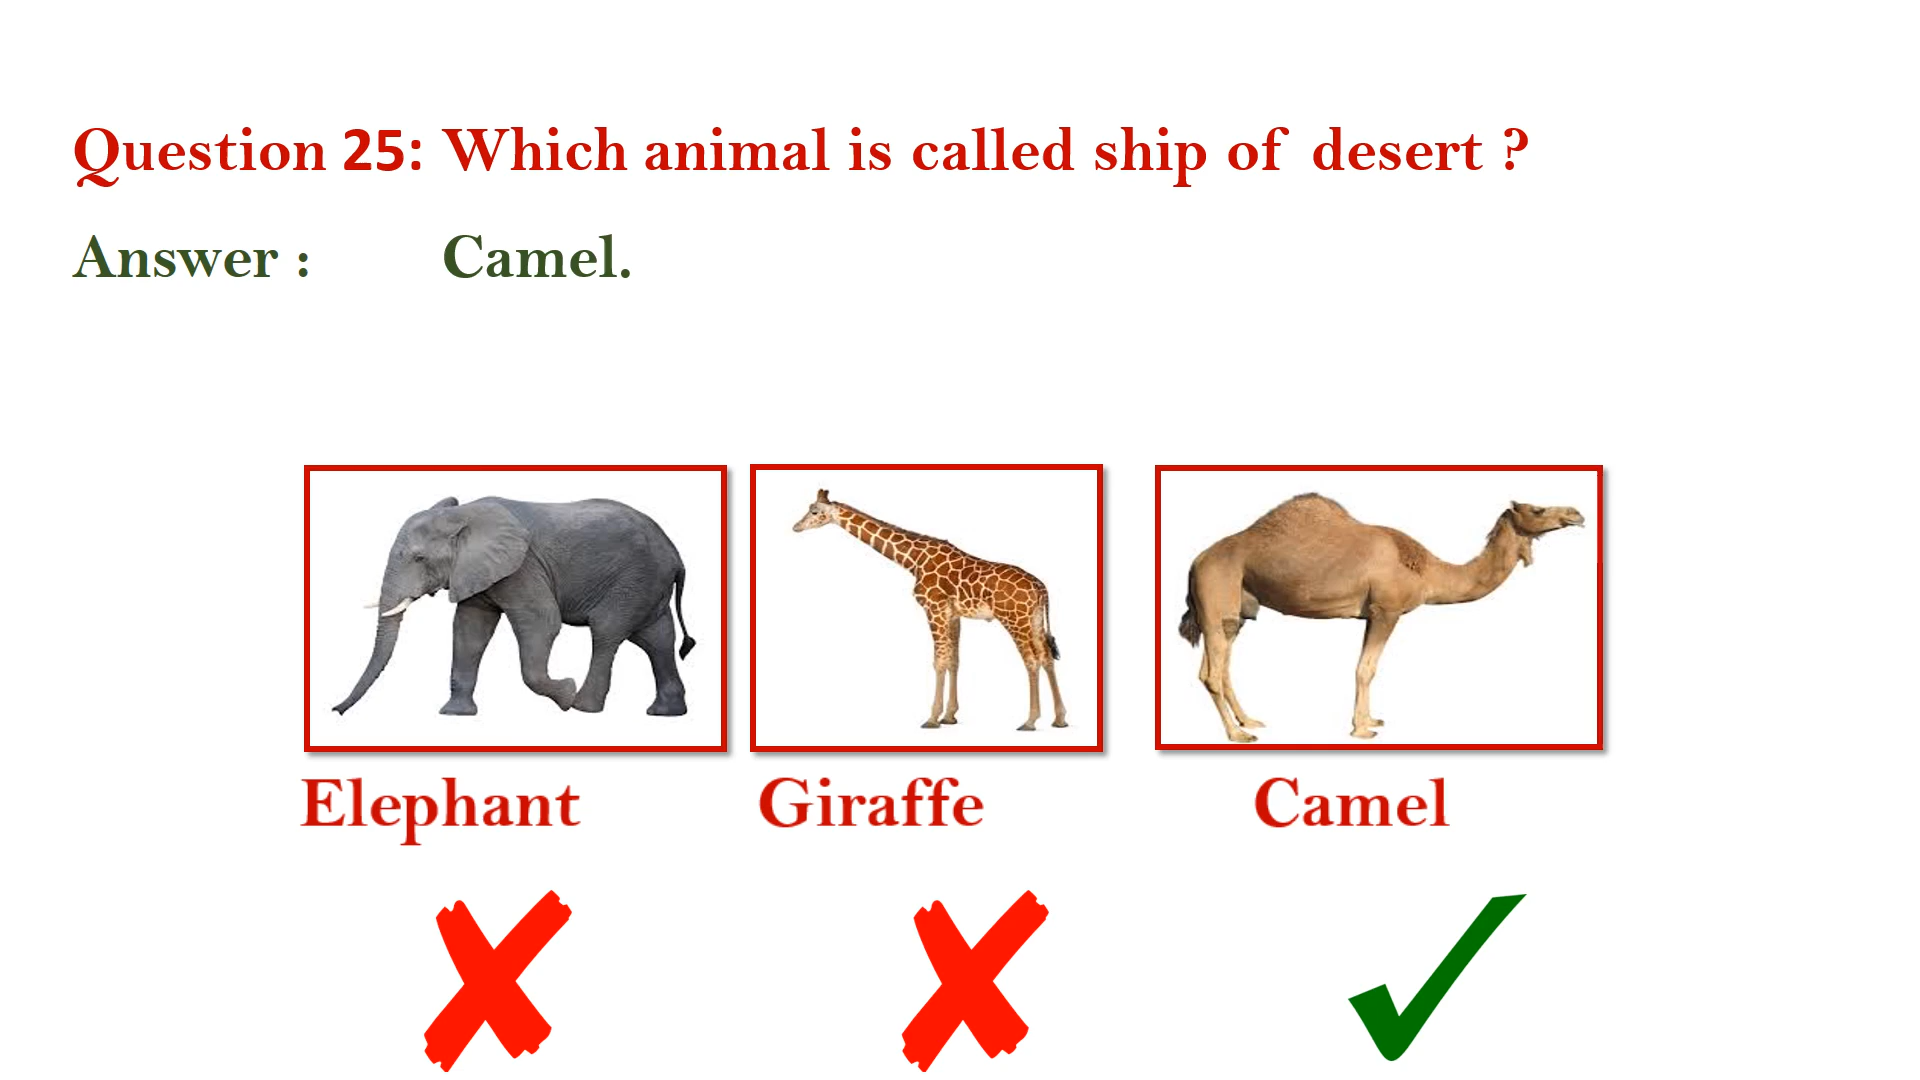 Question 25: Which animal is called ship of desert ?
Answer : Camel.
Elephant Giraffe Camel